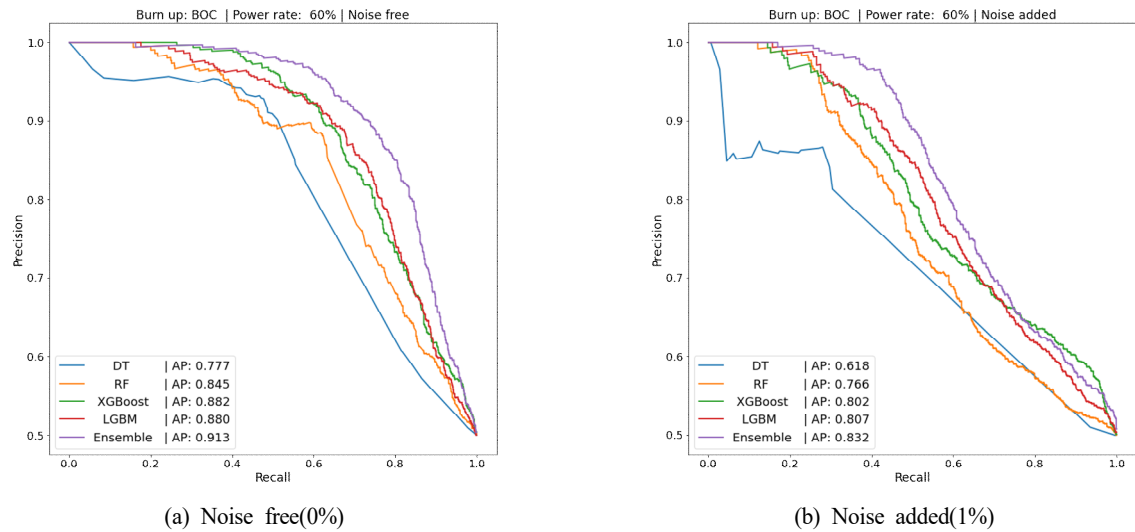 Burn up: BOC | Power rate: 60% | Noise free
1.0
0.9
0.8
0.7
0.6
0.5
Precision
DT | AP: 0.777
RF | AP: 0.845
XGBoost | AP: 0.882
LGBM | AP: 0.880
Ensemble | AP: 0.913
0.0 0.2 0.4 0.6 0.8 1.0
Recall
(a) Noise free(0%)
Burn up: BOC | Power rate: 60% | Noise added
1.0
0.9
0.8
0.7
0.6
0.5
Precision
DT | AP: 0.618
RF | AP: 0.766
XGBoost | AP: 0.802
LGBM | AP: 0.807
Ensemble | AP: 0.832
0.0 0.2 0.4 0.6 0.8 1.0
Recall
(b) Noise added(1%)